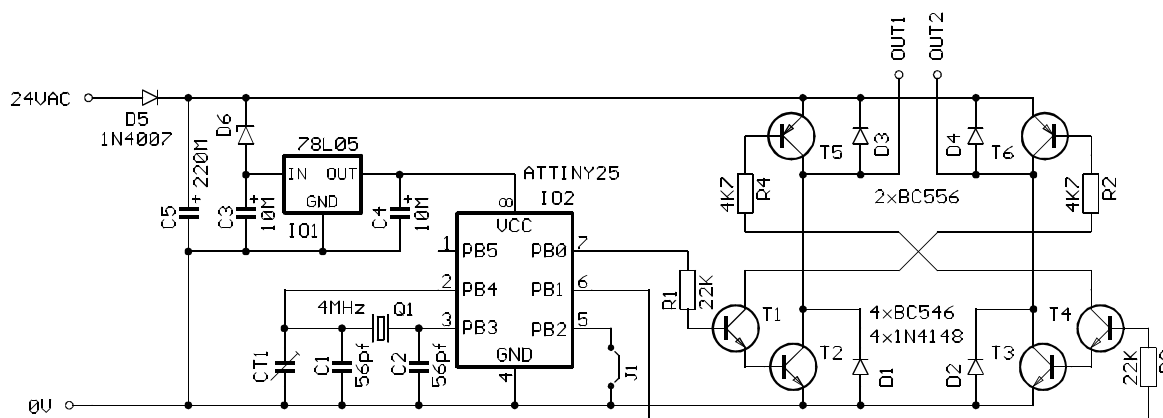 OUT1
OUT2
24VAC
D5
1N4007
D6
78L05
IN OUT
GND
IO1
C5
220M
C3
10M
C4
10M
ATTINY25
IO2
8
VCC
1
PB5
PB0
7
2
PB4
PB1
6
3
PB3
PB2
5
GND
4
4MHz
Q1
CT1
C1
56pf
C2
56pf
J1
0V
R1
22K
T5
D3
D4
T6
R4
4K7
2xBC556
4K7
R2
T1
T2
4xBC546
4x1N4148
D1
D2
T4
T3
22K